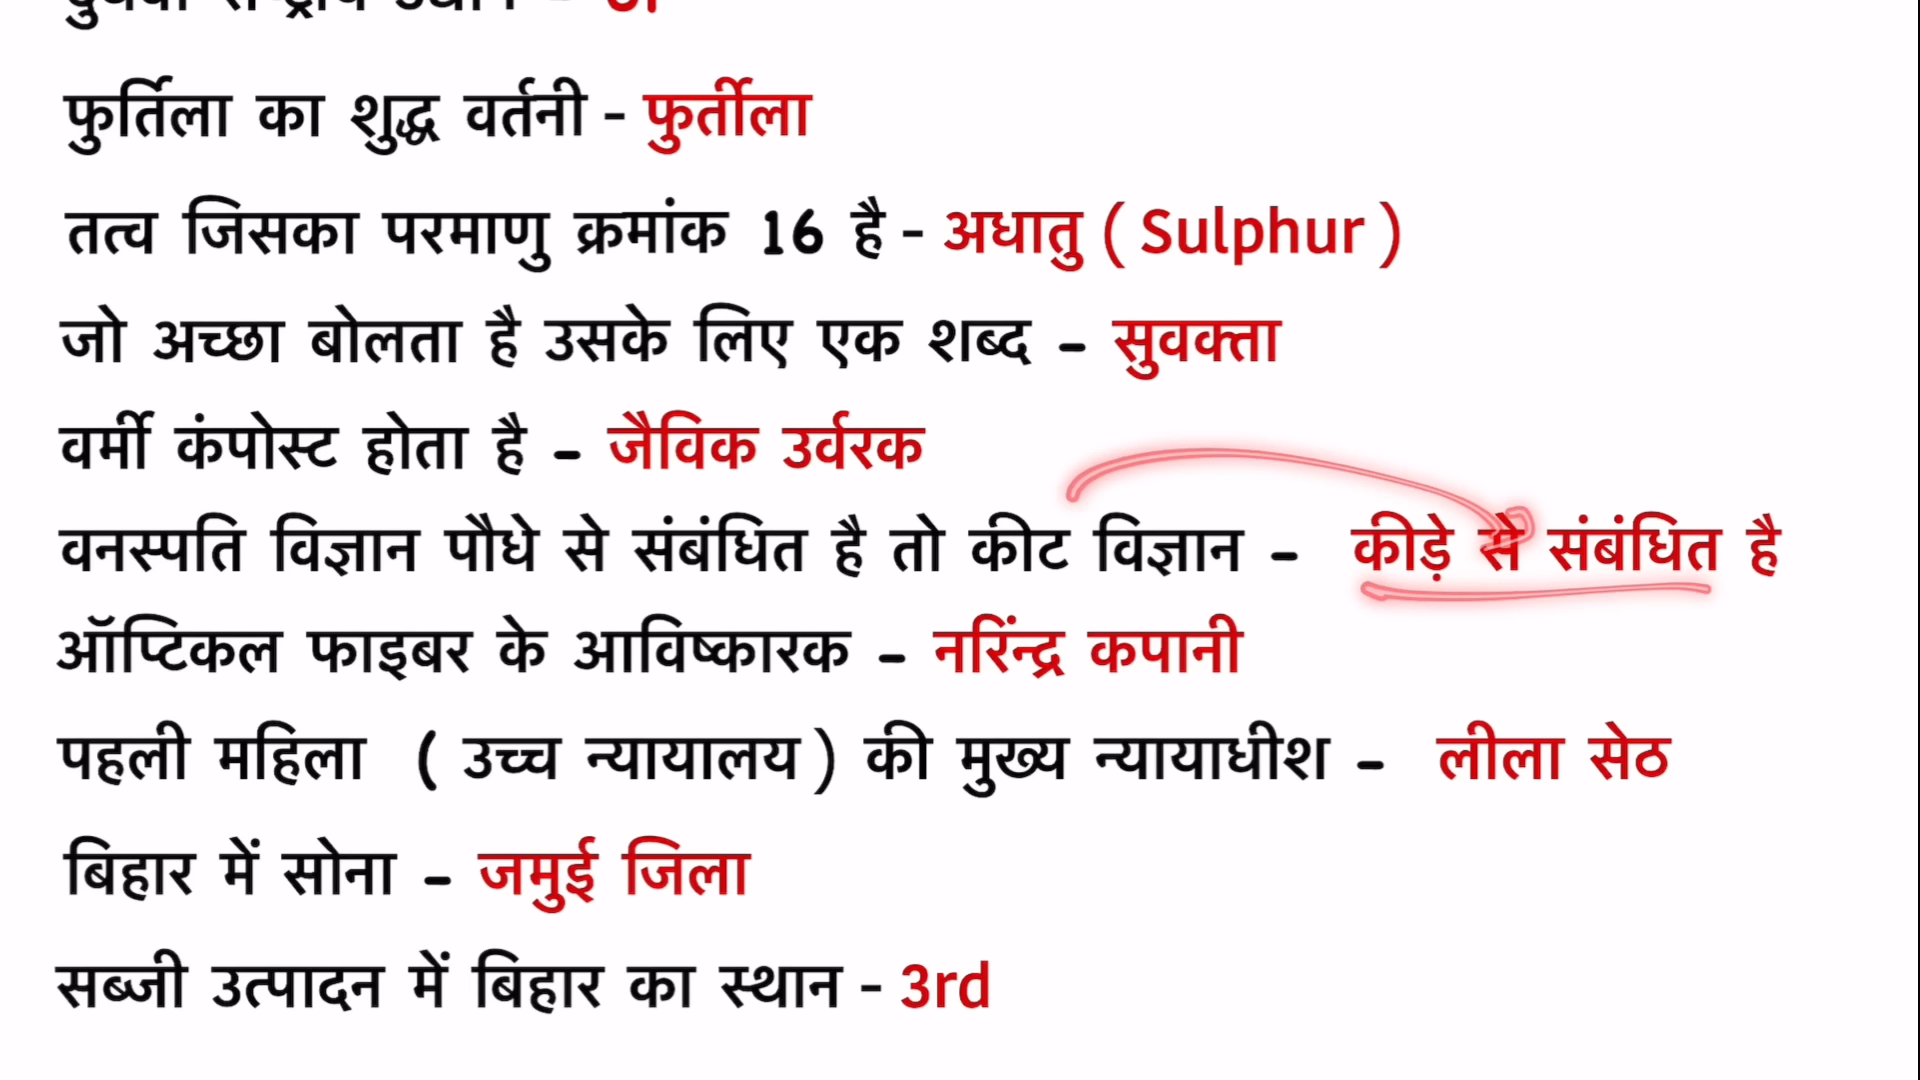 फुर्तिला का शुद्ध वर्तनी - फुर्तीला
तत्व जिसका परमाणु क्रमांक 16 है - अधातु ( Sulphur )
जो अच्छा बोलता है उसके लिए एक शब्द – सुवक्ता
वर्मी कंपोस्ट होता है – जैविक उर्वरक
वनस्पति विज्ञान पौधे से संबंधित है तो कीट विज्ञान – कीड़े से संबंधित है
ऑप्टिकल फाइबर के आविष्कारक – नरिंन्द्र कपानी
पहली महिला ( उच्च न्यायालय ) की मुख्य न्यायाधीश – लीला सेठ
बिहार में सोना – जमुई जिला
सब्जी उत्पादन में बिहार का स्थान - 3rd